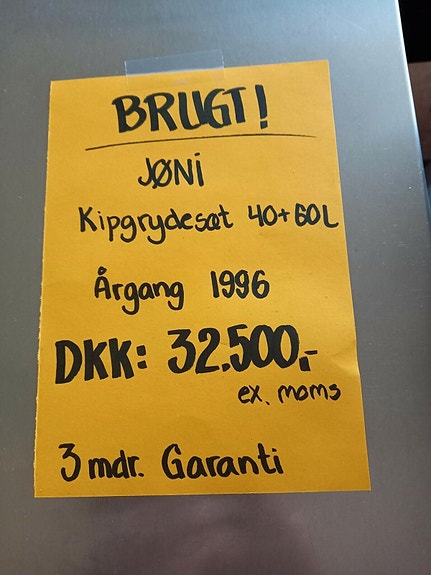 BRUGT!
JØNI
Kipgrydesæt 40+60L
Årgang 1996
DKK: 32.500,-
ex. moms
3 mdr. Garanti